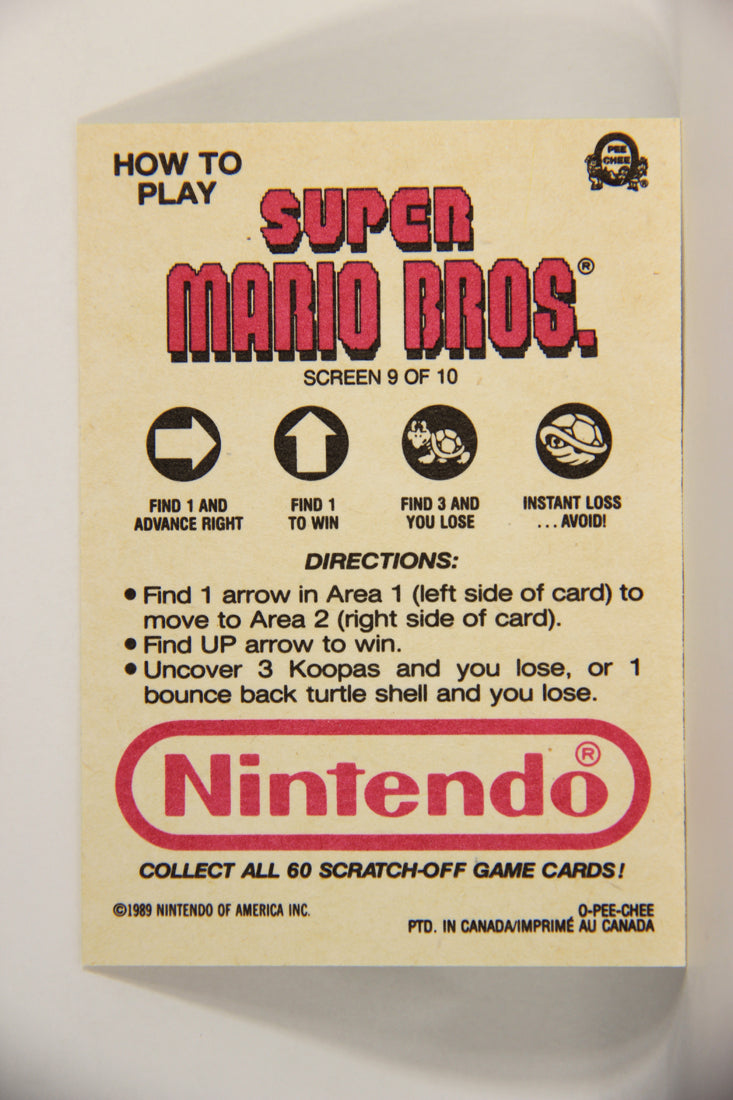 HOW TO
PLAY
PEE
CHEE
®
SUPER
MARIO BROS.®
SCREEN 9 OF 10
FIND 1 AND
ADVANCE RIGHT
FIND 1
TO WIN
FIND 3 AND
YOU LOSE
INSTANT LOSS
...AVOID!
DIRECTIONS:
● Find 1 arrow in Area 1 (left side of card) to
move to Area 2 (right side of card).
● Find UP arrow to win.
● Uncover 3 Koopas and you lose, or 1
bounce back turtle shell and you lose.
Nintendo®
COLLECT ALL 60 SCRATCH-OFF GAME CARDS!
©1989 NINTENDO OF AMERICA INC.
O-PEE-CHEE
PTD. IN CANADA/IMPRIMÉ AU CANADA